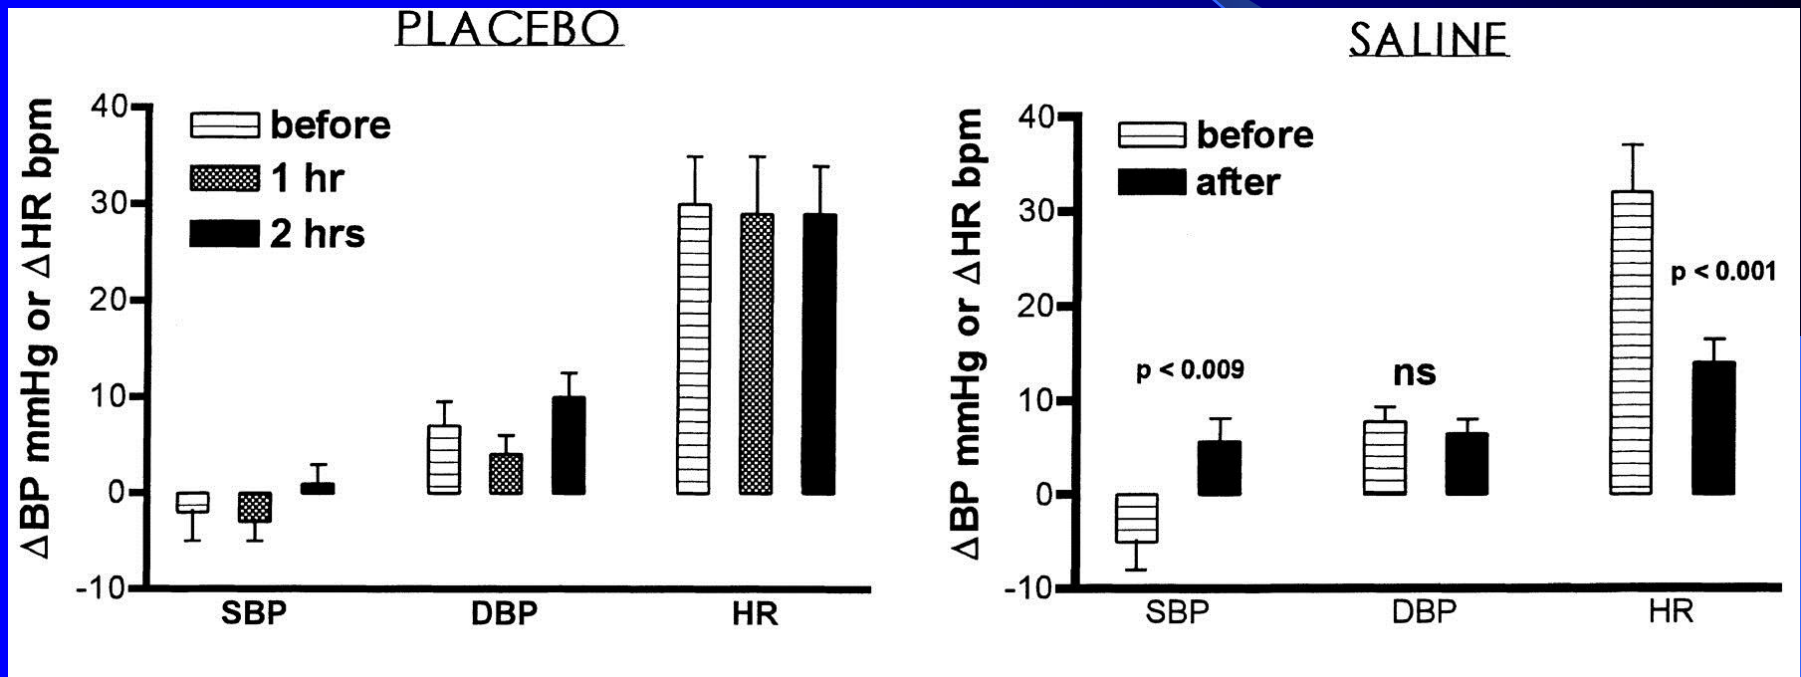 PLACEBO
ΔBP mmHg or ΔHR bpm
40
30
20
10
0
-10
before
1 hr
2 hrs
SBP
DBP
HR
SALINE
ΔBP mmHg or ΔHR bpm
40
30
20
10
0
-10
before
after
p < 0.009
ns
p < 0.001
SBP
DBP
HR